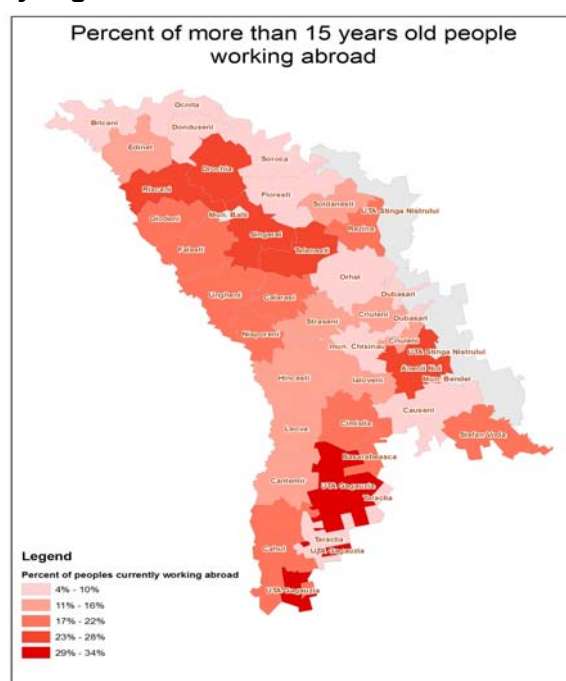 Percent of more than 15 years old people
working abroad
Ocnita
Briceni
Donduseni
Edinet
Soroca
Drochia
Riscani
Floresti
Soldanesti
UTA Stinga Nistrului
Mun. Balti
Glodeni
Rezina
Singerei
Falesti
Telenesti
Orhei
Ungheni
Calarasi
Dubasari
Criuleni
Straseni
Dubasari
Nisporeni
Criuleni
mun. Chisinau
UTA Stinga Nistrului
Anenii Noi
Mun. Bender
Hincesti
Ialoveni
Causeni
Cimislia
Leova
Stefan Voda
Basarabeasca
Cantemir
UTA Gagauzia
Taraclia
Taraclia
Cahul
UTA Gagauzia
UTA Gagauzia
Legend
Percent of peoples currently working abroad
4% - 10%
11% - 16%
17% - 22%
23% - 28%
29% - 34%